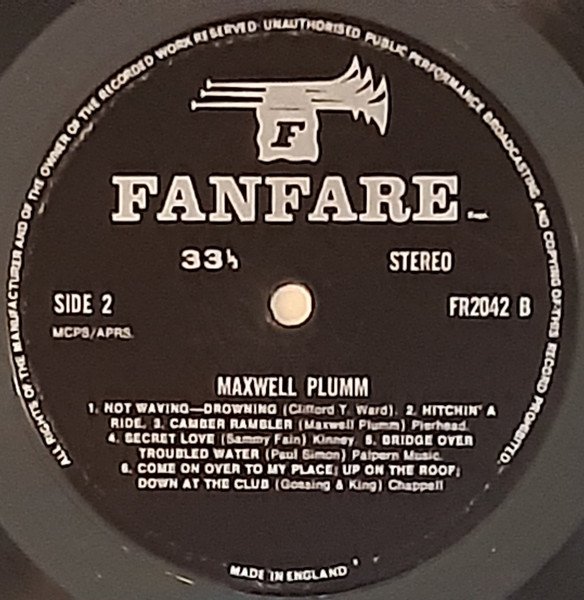 ALL RIGHTS OF THE MANUFACTURER AND OF THE OWNER OF THE RECORDED WORK RESERVED. UNAUTHORISED PUBLIC PERFORMANCE BROADCASTING AND COPYING OF THIS RECORD PROHIBITED.
F
FANFARE
33⅓
STEREO
SIDE 2
FR2042 B
MCPS/APRS.
MAXWELL PLUMM
1. NOT WAVING—DROWNING (Clifford T. Ward). 2. HITCHIN' A
RIDE. 3. CAMBER RAMBLER (Maxwell Plumm) Pierhead.
4. SECRET LOVE (Sammy Fain) Kinney. 5. BRIDGE OVER
TROUBLED WATER (Paul Simon) Palpern Music.
6. COME ON OVER TO MY PLACE; UP ON THE ROOF;
DOWN AT THE CLUB (Gossing & King) Chappell
MADE IN ENGLAND